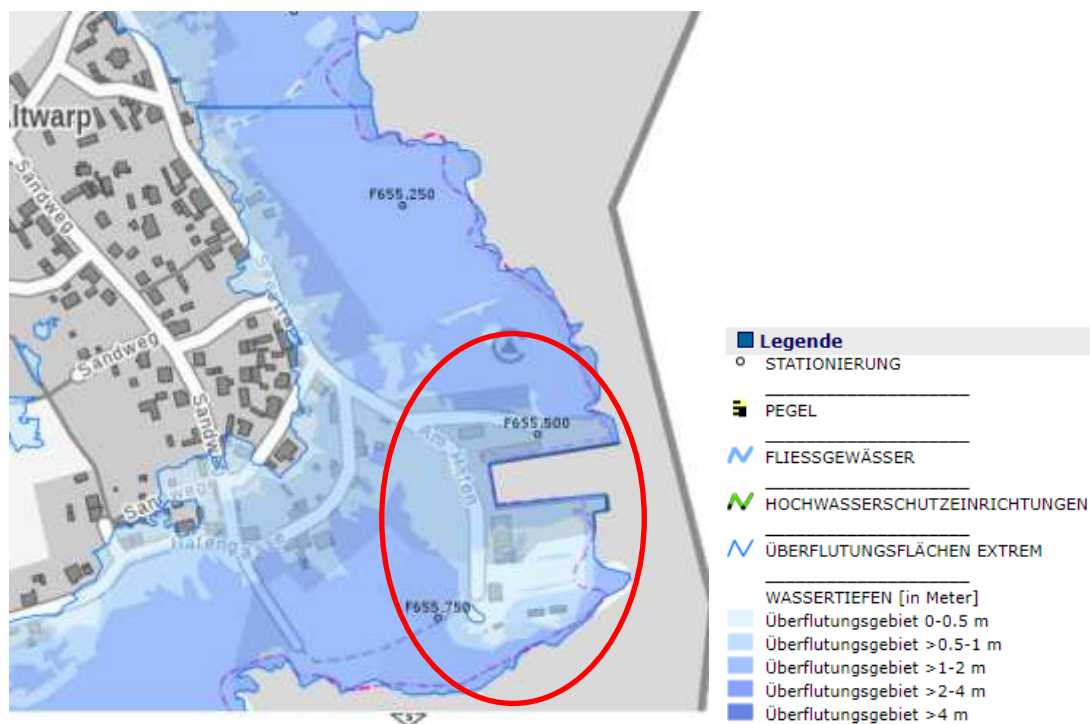 ltwarp
Sandweg
F655.250
Sandweg
Sandweg
F655.500
Am Hafen
Hafengasse
F655.750
S
Legende
STATIONIERUNG
PEGEL
FLIESSGEWÄSSER
HOCHWASSERSCHUTZEINRICHTUNGEN
ÜBERFLUTUNGSFLÄCHEN EXTREM
WASSERTIEFEN [in Meter]
Überflutungsgebiet 0-0.5 m
Überflutungsgebiet >0.5-1 m
Überflutungsgebiet >1-2 m
Überflutungsgebiet >2-4 m
Überflutungsgebiet >4 m